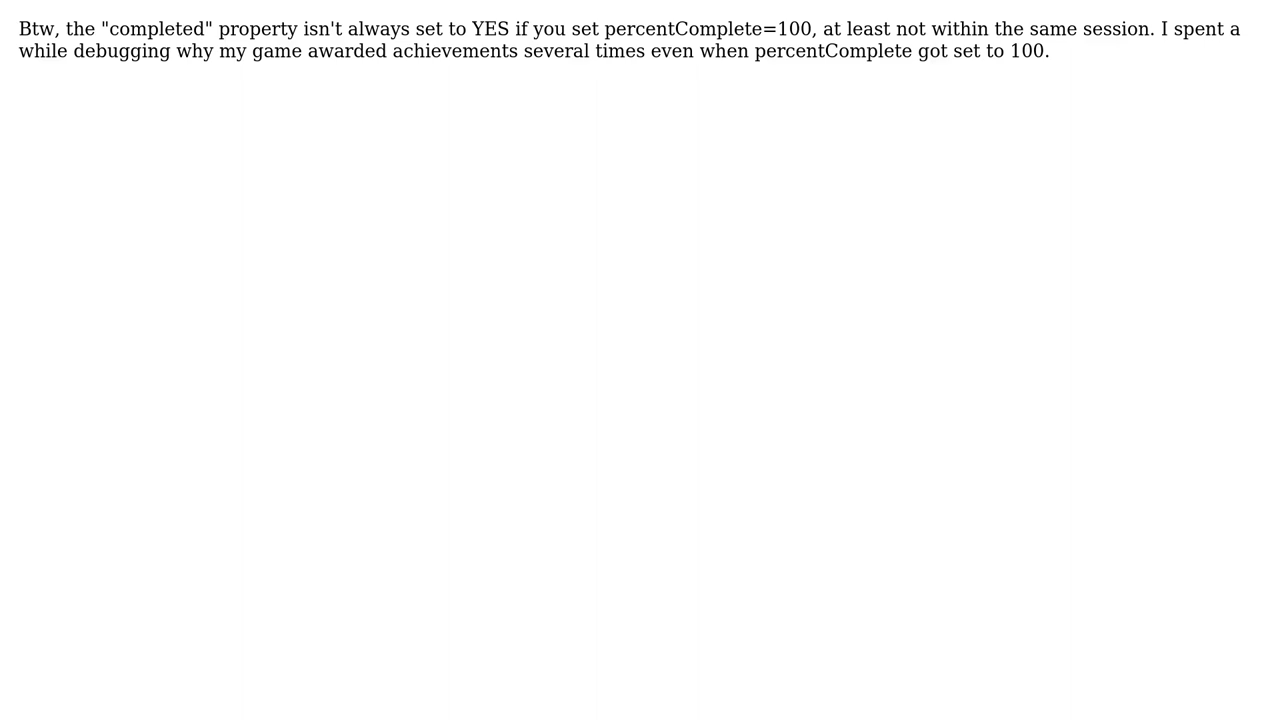 Btw, the "completed" property isn't always set to YES if you set percentComplete=100, at least not within the same session. I spent a
while debugging why my game awarded achievements several times even when percentComplete got set to 100.